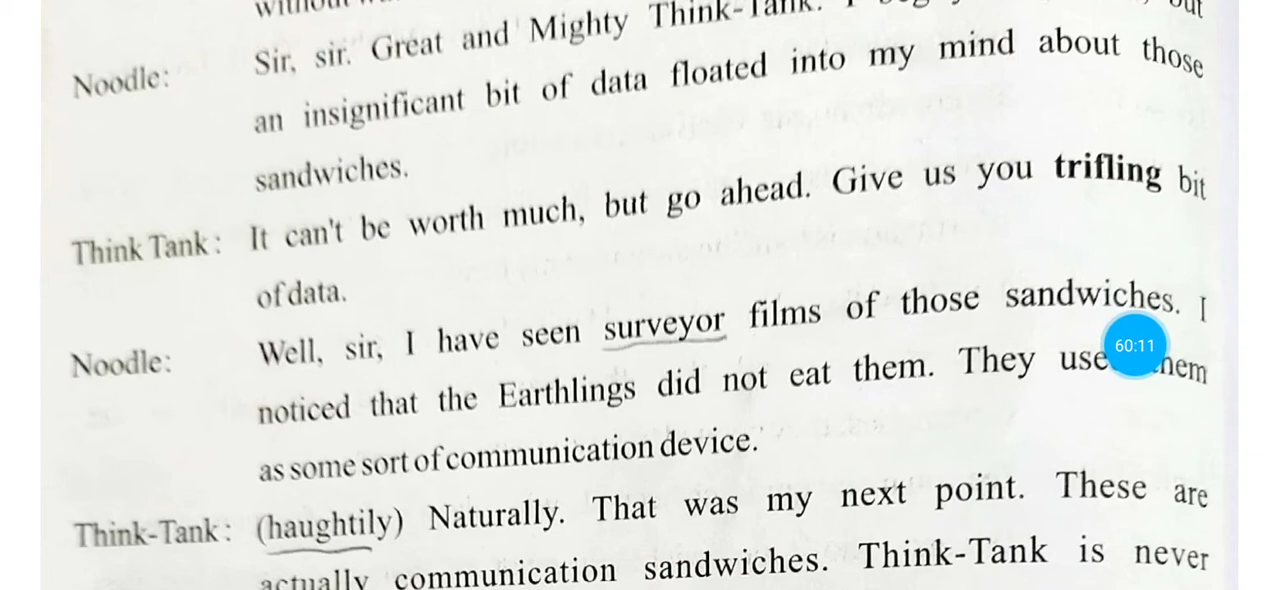 Noodle: Sir, sir. Great and Mighty Think-Tank. I
an insignificant bit of data floated into my mind about those
sandwiches.
Think Tank : It can't be worth much, but go ahead. Give us you trifling bit
of data.
Noodle: Well, sir, I have seen surveyor films of those sandwiches. I
noticed that the Earthlings did not eat them. They use
as some sort of communication device.
Think-Tank : (haughtily) Naturally. That was my next point. These are
actually communication sandwiches. Think-Tank is never
60:11